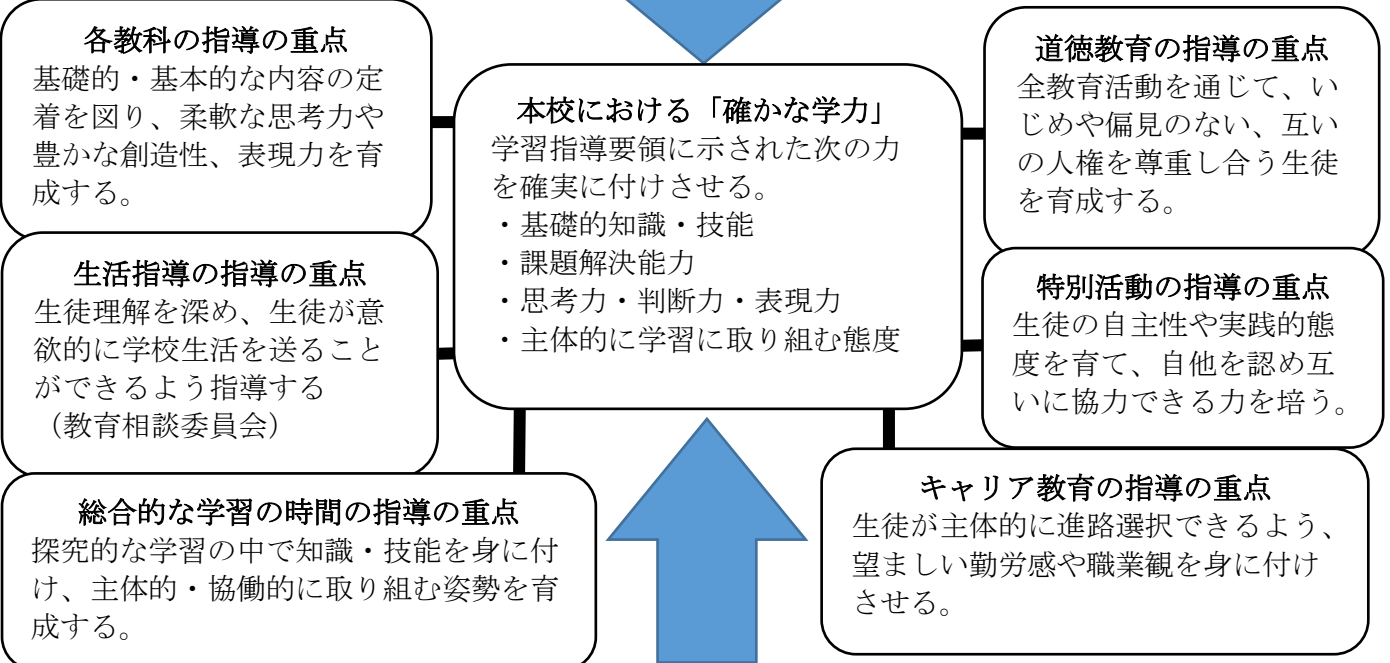 各教科の指導の重点
基礎的・基本的な内容の定
着を図り、柔軟な思考力や
豊かな創造性、表現力を育
成する。
生活指導の指導の重点
生徒理解を深め、生徒が意
欲的に学校生活を送ること
ができるよう指導する
（教育相談委員会）
総合的な学習の時間の指導の重点
探究的な学習の中で知識・技能を身に付
け、主体的・協働的に取り組む姿勢を育
成する。
本校における「確かな学力」
学習指導要領に示された次の力
を確実に付けさせる。
・基礎的知識・技能
・課題解決能力
・思考力・判断力・表現力
・主体的に学習に取り組む態度
道徳教育の指導の重点
全教育活動を通じて、い
じめや偏見のない、互い
の人権を尊重し合う生徒
を育成する。
特別活動の指導の重点
生徒の自主性や実践的態
度を育て、自他を認め互
いに協力できる力を培う。
キャリア教育の指導の重点
生徒が主体的に進路選択できるよう、
望ましい勤労感や職業観を身に付け
させる。